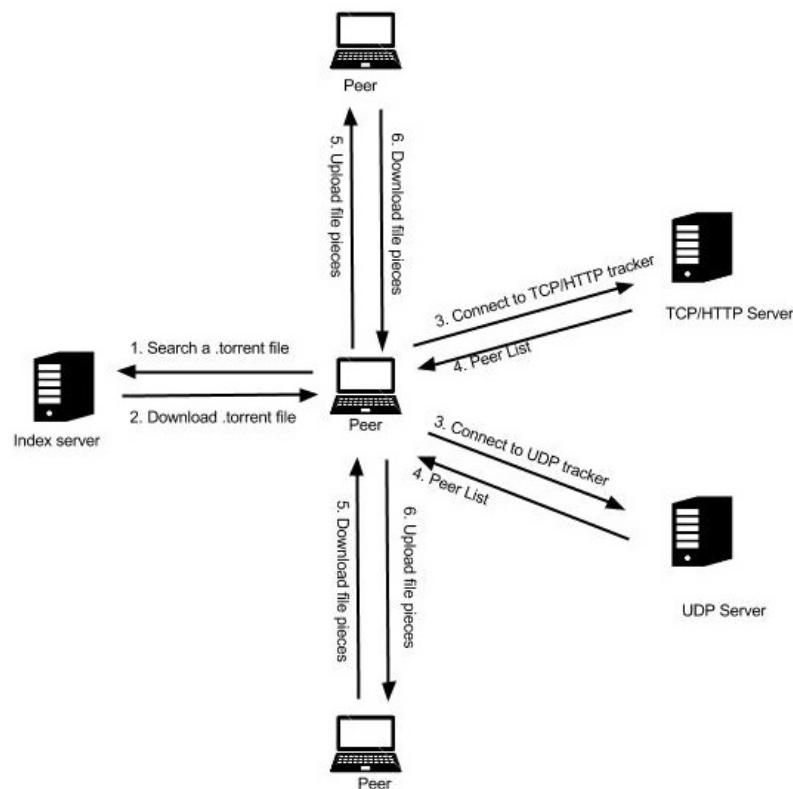 Peer
5. Upload file pieces
6. Download file pieces
3. Connect to TCP/HTTP tracker
4. Peer List
TCP/HTTP Server
1. Search a .torrent file
2. Download .torrent file
Index server
Peer
3. Connect to UDP tracker
4. Peer List
UDP Server
5. Download file pieces
6. Upload file pieces
Peer